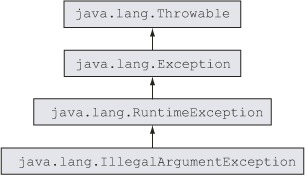 java.lang.Throwable
java.lang.Exception
java.lang.RuntimeException
java.lang.IllegalArgumentException